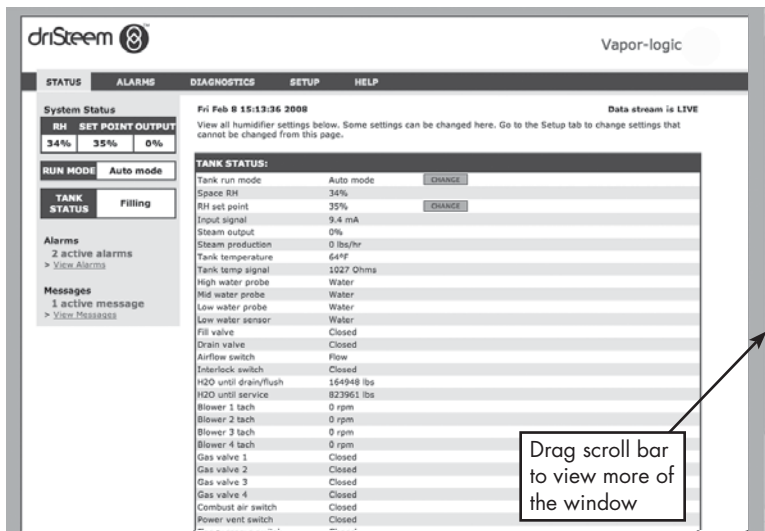 driSteem
Vapor-logic
STATUS ALARMS DIAGNOSTICS SETUP HELP
System Status
RH SET POINT OUTPUT
34% 35% 0%
RUN MODE Auto mode
TANK STATUS Filling
Alarms
2 active alarms
> View Alarms
Messages
1 active message
> View Messages
Fri Feb 8 15:13:36 2008 Data stream is LIVE
View all humidifier settings below. Some settings can be changed here. Go to the Setup tab to change settings that
cannot be changed from this page.
TANK STATUS:
Tank run mode Auto mode CHANGE
Space RH 34%
RH set point 35% CHANGE
Input signal 9.4 mA
Steam output 0%
Steam production 0 lbs/hr
Tank temperature 64°F
Tank temp signal 1027 Ohms
High water probe Water
Mid water probe Water
Low water probe Water
Low water sensor Water
Fill valve Closed
Drain valve Closed
Airflow switch Flow
Interlock switch Closed
H2O until drain/flush 164948 lbs
H2O until service 823961 lbs
Blower 1 tach 0 rpm
Blower 2 tach 0 rpm
Blower 3 tach 0 rpm
Blower 4 tach 0 rpm
Gas valve 1 Closed
Gas valve 2 Closed
Gas valve 3 Closed
Gas valve 4 Closed
Combust air switch Closed
Power vent switch Closed
Drag scroll bar
to view more of
the window